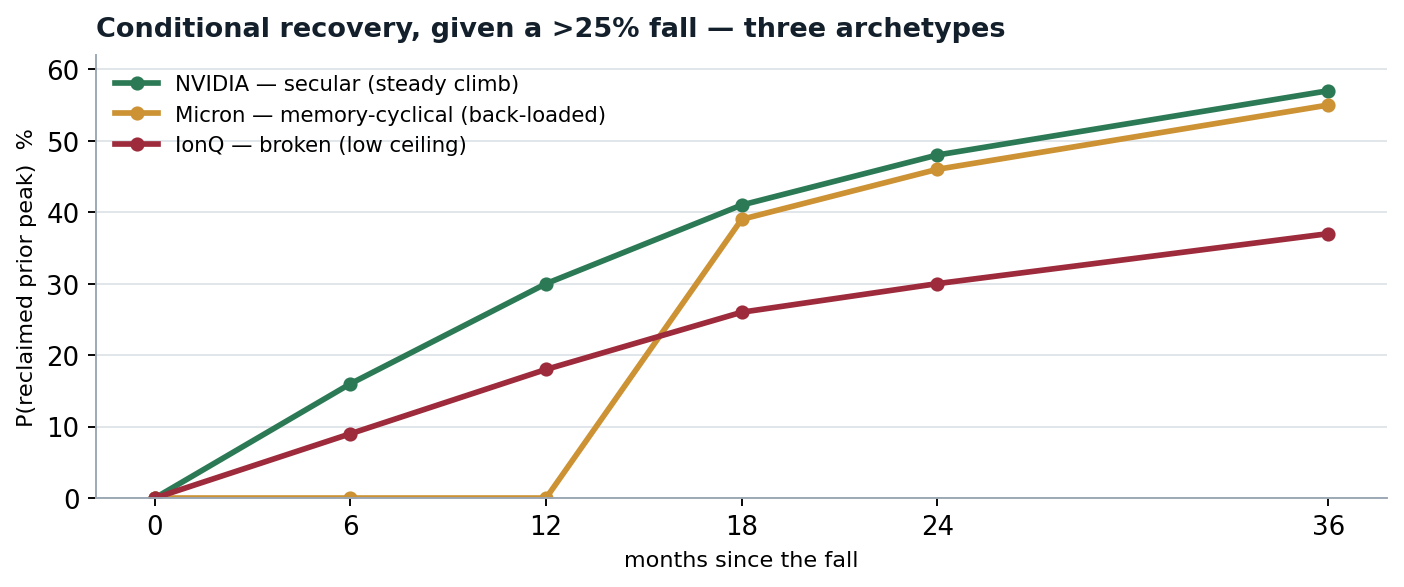 Conditional recovery, given a >25% fall — three archetypes
60
50
40
30
20
10
0
P(reclaimed prior peak) %
NVIDIA — secular (steady climb)
Micron — memory-cyclical (back-loaded)
IonQ — broken (low ceiling)
0 6 12 18 24 36
months since the fall